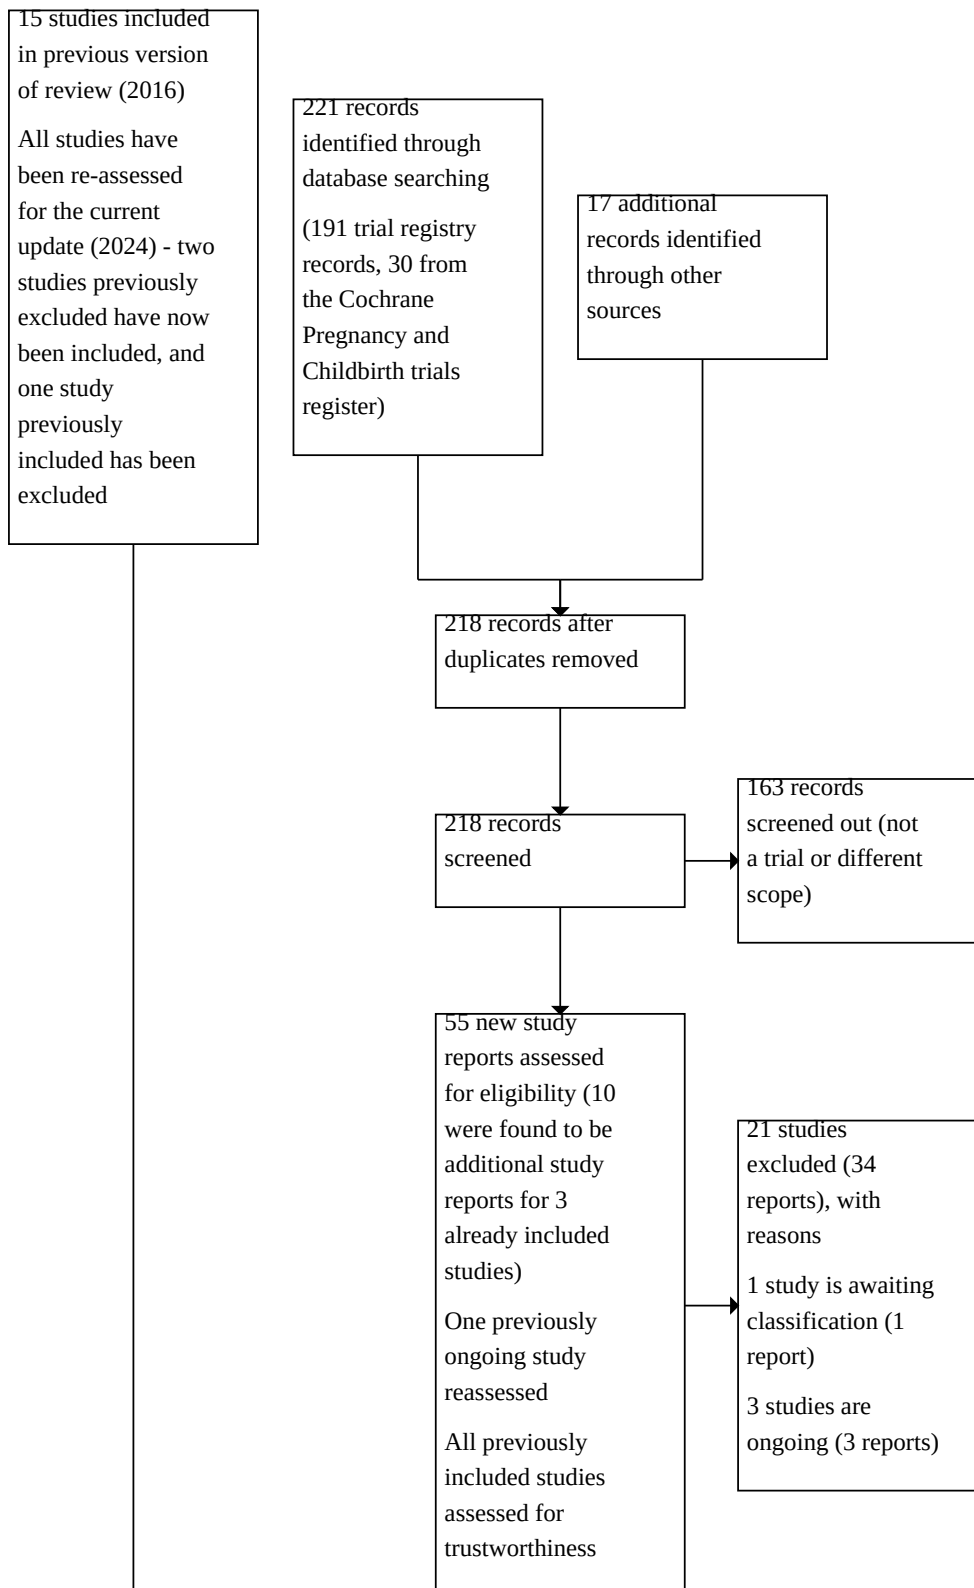 15 studies included
in previous version
of review (2016)
All studies have
been re-assessed
for the current
update (2024) - two
studies previously
excluded have now
been included, and
one study
previously
included has been
excluded
221 records
identified through
database searching
(191 trial registry
records, 30 from
the Cochrane
Pregnancy and
Childbirth trials
register)
17 additional
records identified
through other
sources
218 records after
duplicates removed
218 records
screened
163 records
screened out (not
a trial or different
scope)
55 new study
reports assessed
for eligibility (10
were found to be
additional study
reports for 3
already included
studies)
One previously
ongoing study
reassessed
All previously
included studies
assessed for
trustworthiness
21 studies
excluded (34
reports), with
reasons
1 study is awaiting
classification (1
report)
3 studies are
ongoing (3 reports)